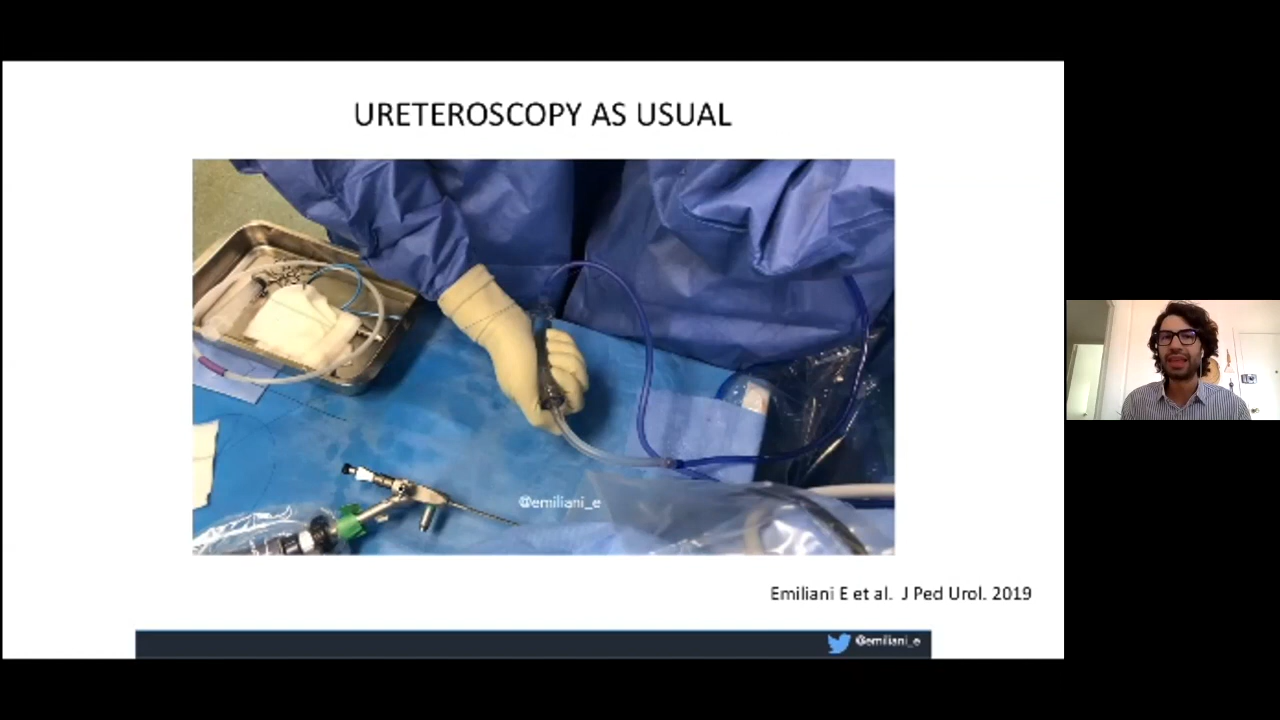 URETEROSCOPY AS USUAL
@emiliani_e
Emiliani E et al. J Ped Urol. 2019
@emiliani_e